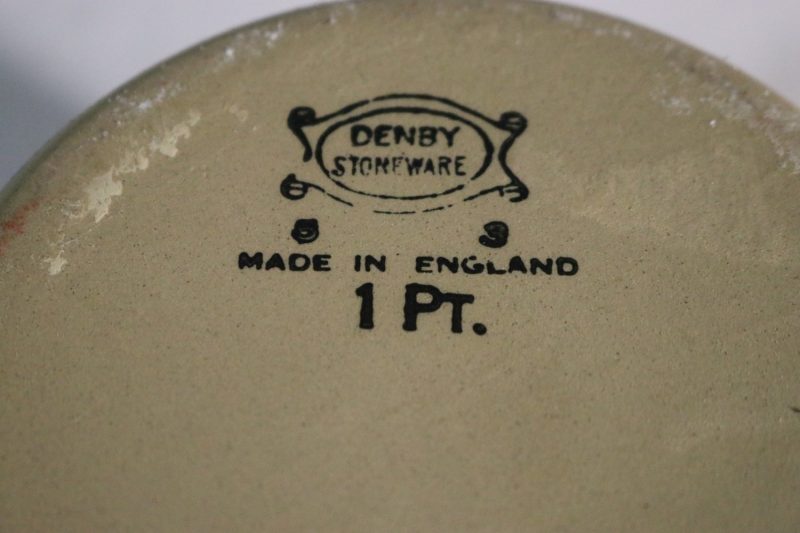 DENBY
STONEWARE
5 3
MADE IN ENGLAND
1 PT.